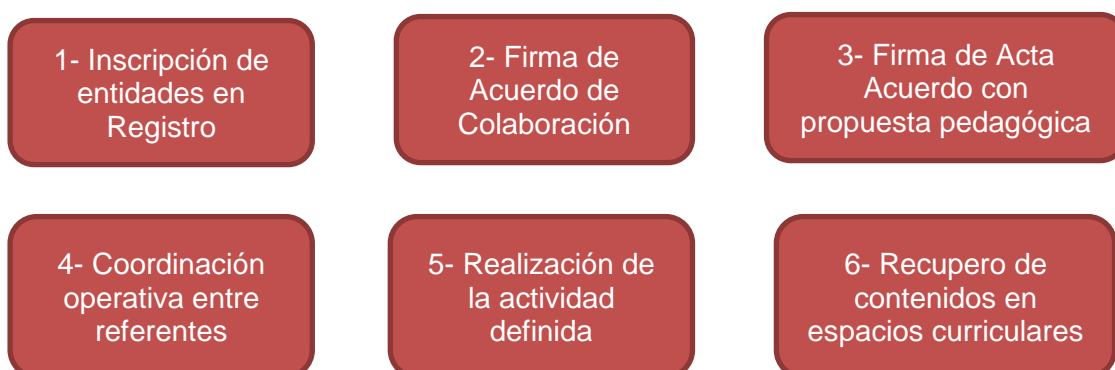 1- Inscripción de
entidades en
Registro
2- Firma de
Acuerdo de
Colaboración
3- Firma de Acta
Acuerdo con
propuesta pedagógica
4- Coordinación
operativa entre
referentes
5- Realización de
la actividad
definida
6- Recupero de
contenidos en
espacios curriculares